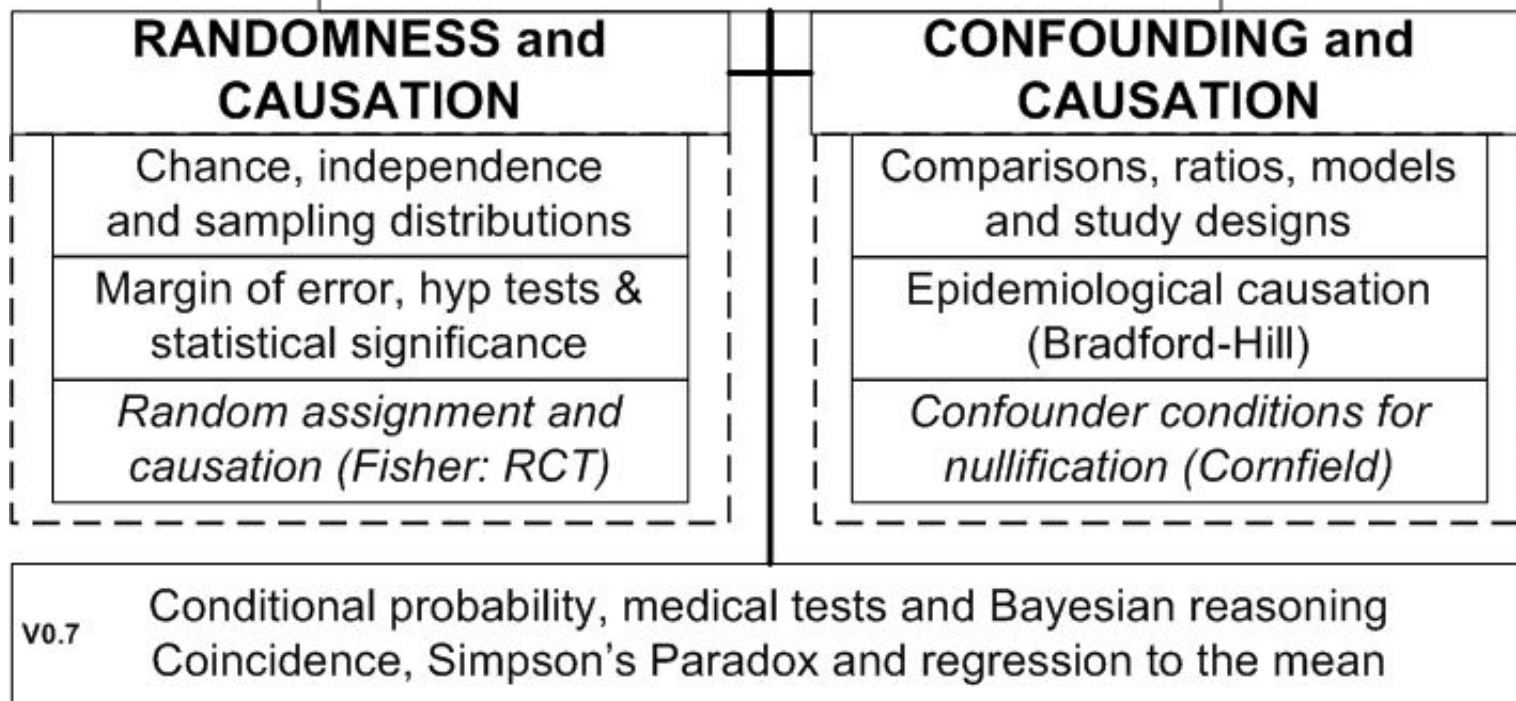 RANDOMNESS and
CAUSATION
Chance, independence
and sampling distributions
Margin of error, hyp tests &
statistical significance
Random assignment and
causation (Fisher: RCT)
CONFOUNDING and
CAUSATION
Comparisons, ratios, models
and study designs
Epidemiological causation
(Bradford-Hill)
Confounder conditions for
nullification (Cornfield)
V0.7
Conditional probability, medical tests and Bayesian reasoning
Coincidence, Simpson’s Paradox and regression to the mean